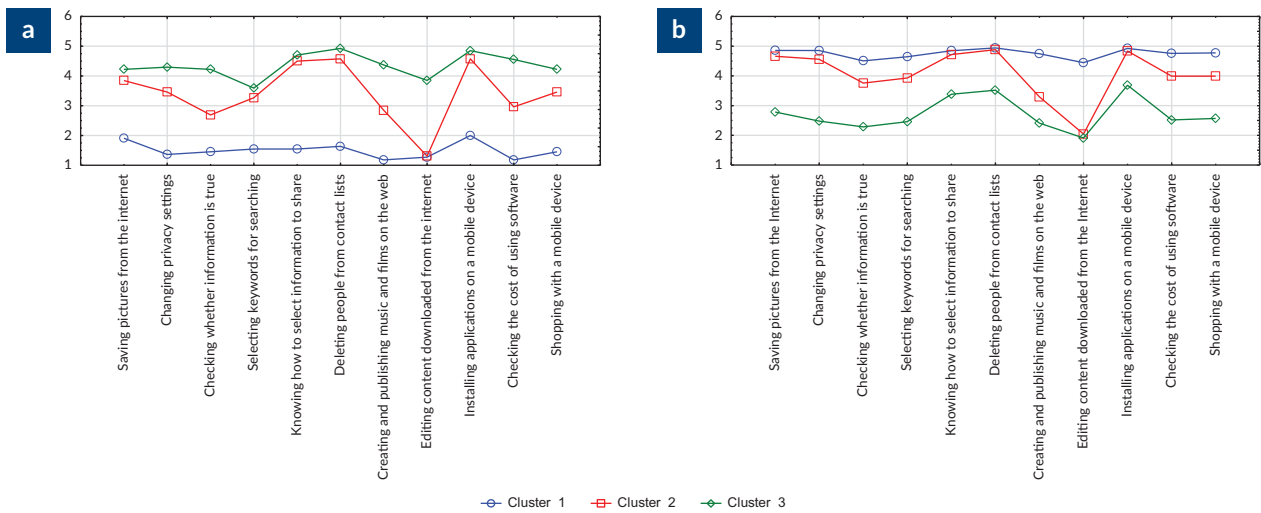 a
6
5
4
3
2
1
Saving pictures from the internet
Changing privacy settings
Checking whether information is true
Selecting keywords for searching
Knowing how to select information to share
Deleting people from contact lists
Creating and publishing music and films on the web
Editing content downloaded from the internet
Installing applications on a mobile device
Checking the cost of using software
Shopping with a mobile device
b
6
5
4
3
2
1
Saving pictures from the Internet
Changing privacy settings
Checking whether information is true
Selecting keywords for searching
Knowing how to select information to share
Deleting people from contact lists
Creating and publishing music and films on the web
Editing content downloaded from the Internet
Installing applications on a mobile device
Checking the cost of using software
Shopping with a mobile device
Cluster 1 Cluster 2 Cluster 3